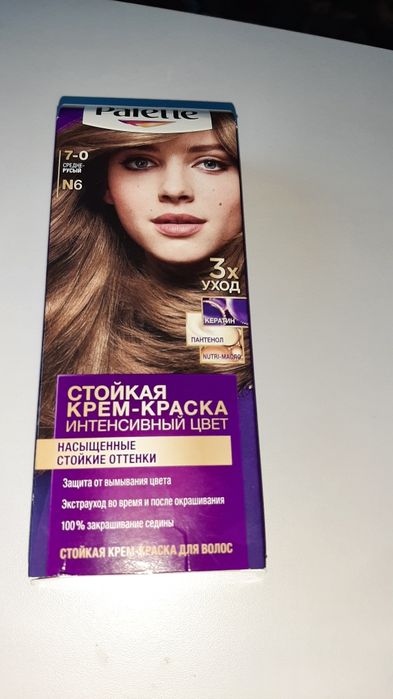 Palette
7-0
СРЕДНЕ-
РУСЫЙ
N6
3x
УХОД
КЕРАТИН
ПАНТЕНОЛ
NUTRI-МАСЛО
СТОЙКАЯ
КРЕМ-КРАСКА
ИНТЕНСИВНЫЙ ЦВЕТ
НАСЫЩЕННЫЕ
СТОЙКИЕ ОТТЕНКИ
Защита от вымывания цвета
Экстрауход во время и после окрашивания
100% закрашивание седины
СТОЙКАЯ КРЕМ-КРАСКА ДЛЯ ВОЛОС